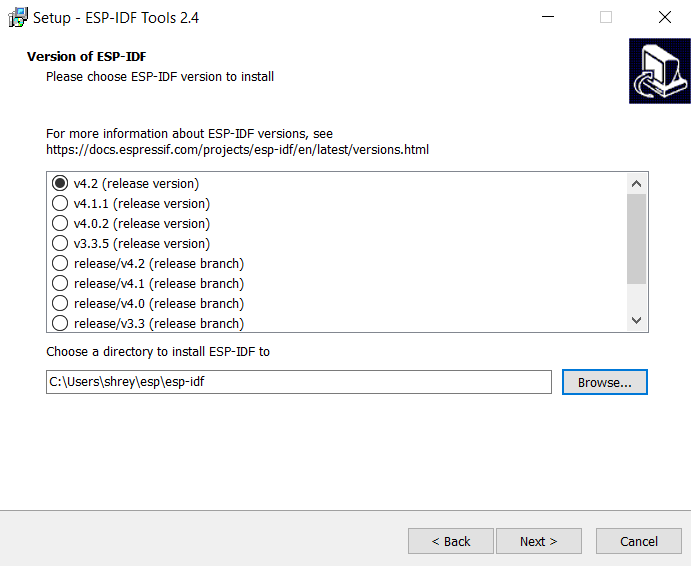 Setup - ESP-IDF Tools 2.4
Version of ESP-IDF
Please choose ESP-IDF version to install
For more information about ESP-IDF versions, see
https://docs.espressif.com/projects/esp-idf/en/latest/versions.html
v4.2 (release version)
v4.1.1 (release version)
v4.0.2 (release version)
v3.3.5 (release version)
release/v4.2 (release branch)
release/v4.1 (release branch)
release/v4.0 (release branch)
release/v3.3 (release branch)
Choose a directory to install ESP-IDF to
C:\Users\shrey\esp\esp-idf
Browse...
< Back
Next >
Cancel